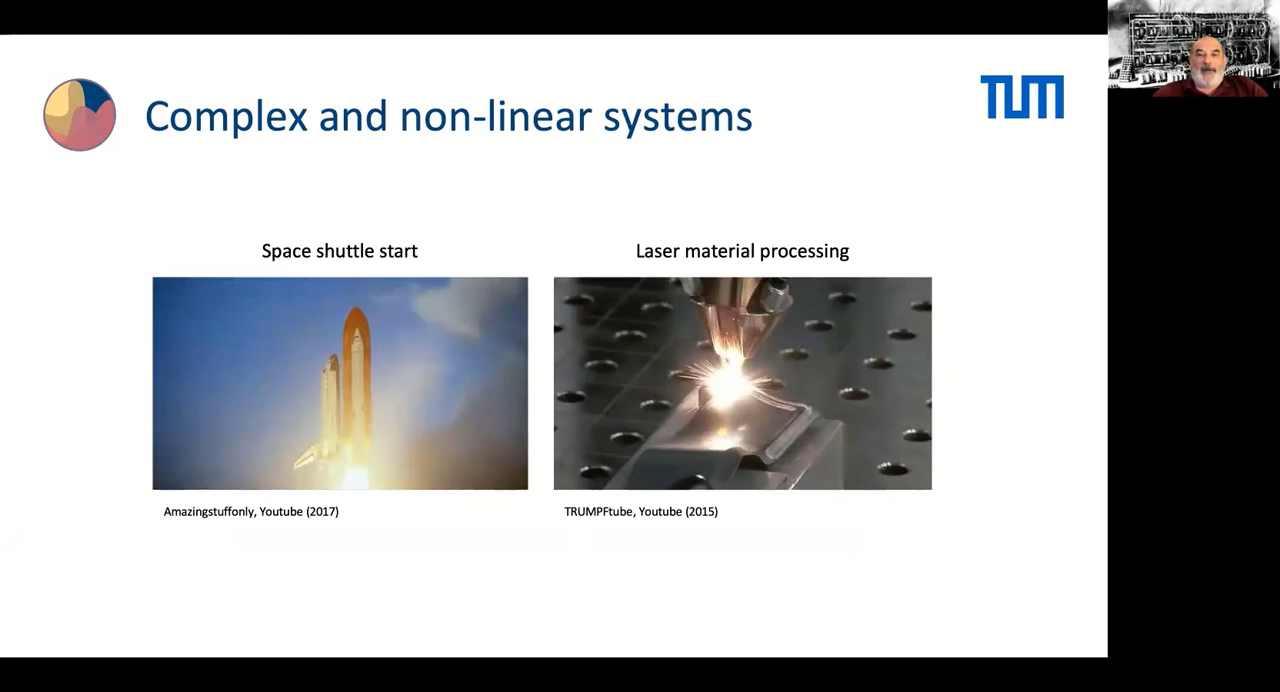 Complex and non-linear systems
TUM
Space shuttle start
Laser material processing
Amazingstuffonly, Youtube (2017)
TRUMPFtube, Youtube (2015)